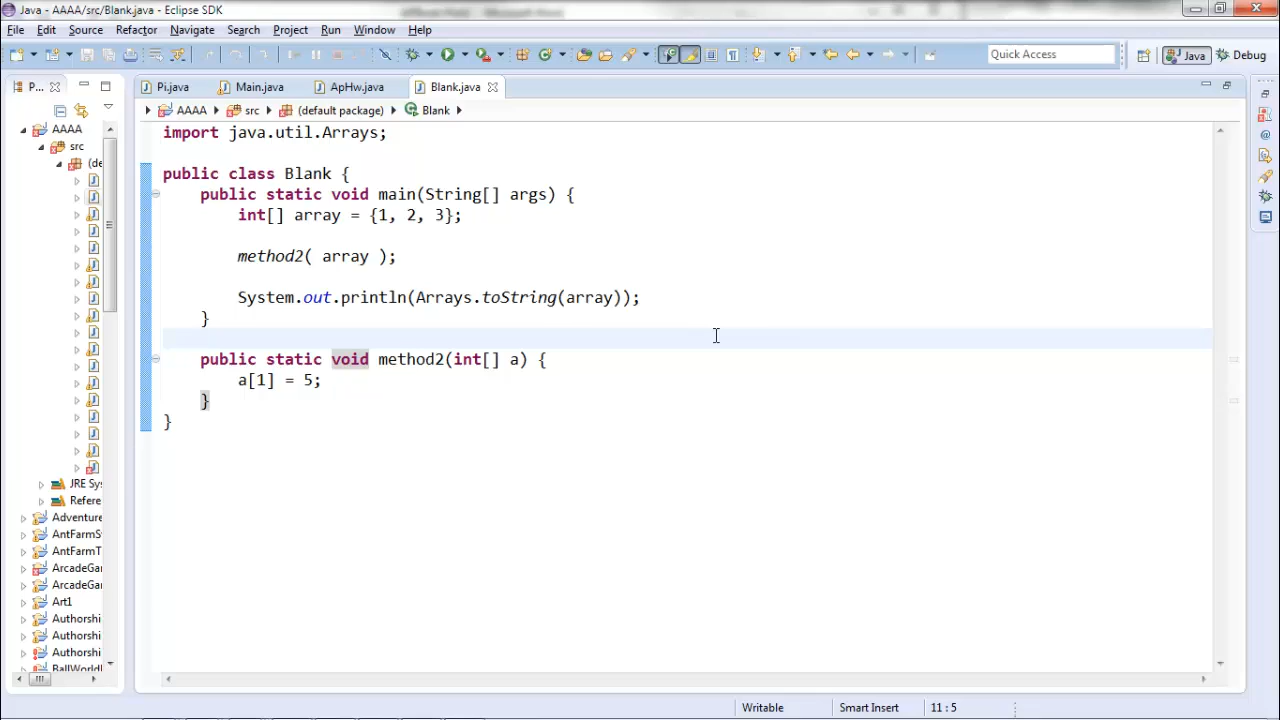 Java - AAAA/src/Blank.java - Eclipse SDK
File Edit Source Refactor Navigate Search Project Run Window Help
Quick Access Java Debug
P... Pi.java Main.java ApHw.java Blank.java
AAAA src (default package) Blank
AAAA
src
(de
JRE Sy
Refere
Adventure
AntFarmS
AntFarmT
ArcadeGa
ArcadeGa
Art1
Authorshi
Authorshi
Authorshi
BallWorld
import java.util.Arrays;
public class Blank {
public static void main(String[] args) {
int[] array = {1, 2, 3};
method2( array );
System.out.println(Arrays.toString(array));
}
public static void method2(int[] a) {
a[1] = 5;
}
}
Writable Smart Insert 11 : 5